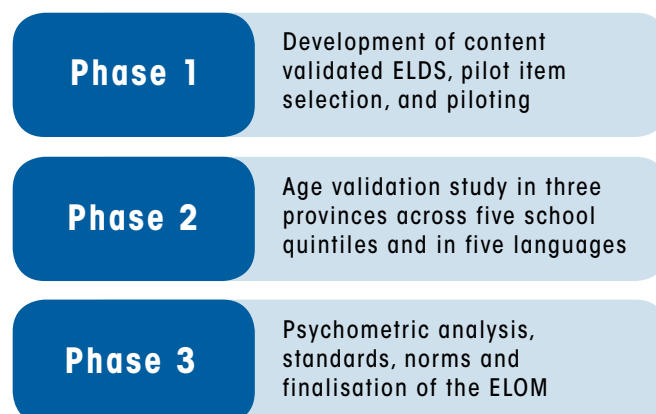 Phase 1
Development of content
validated ELDS, pilot item
selection, and piloting
Phase 2
Age validation study in three
provinces across five school
quintiles and in five languages
Phase 3
Psychometric analysis,
standards, norms and
finalisation of the ELOM